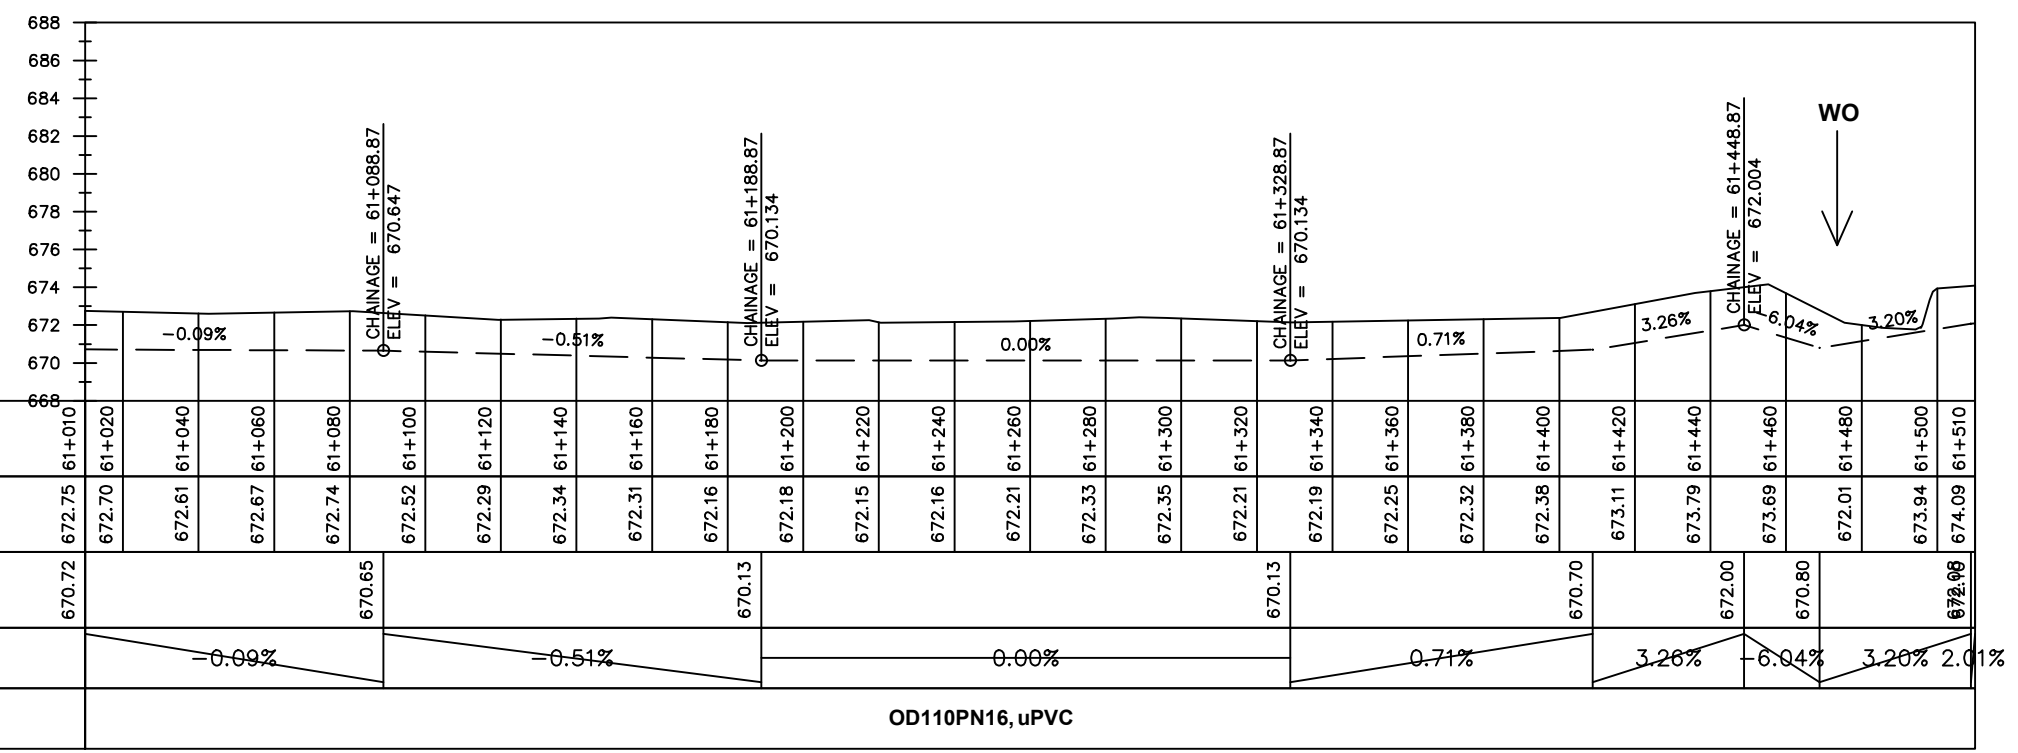 688
686
684
682
680
678
676
674
672
670
668
CHAINAGE = 61+088.87
ELEV = 670.647
CHAINAGE = 61+188.87
ELEV = 670.134
CHAINAGE = 61+328.87
ELEV = 670.134
CHAINAGE = 61+448.87
ELEV = 672.004
WO
-0.09%
-0.51%
0.00%
0.71%
3.26%
-6.04%
3.20%
61+010 61+020 61+040 61+060 61+080 61+100 61+120 61+140 61+160 61+180 61+200 61+220 61+240 61+260 61+280 61+300 61+320 61+340 61+360 61+380 61+400 61+420 61+440 61+460 61+480 61+500 61+510
672.75 672.70 672.61 672.67 672.74 672.52 672.29 672.34 672.31 672.16 672.18 672.15 672.16 672.21 672.33 672.35 672.21 672.19 672.25 672.32 672.38 673.11 673.79 673.69 672.01 673.94 674.09
670.72 670.65 670.13 670.13 670.70 672.00 670.80
-0.09% -0.51% 0.00% 0.71% 3.26% -6.04% 3.20% 2.01%
OD110PN16, uPVC